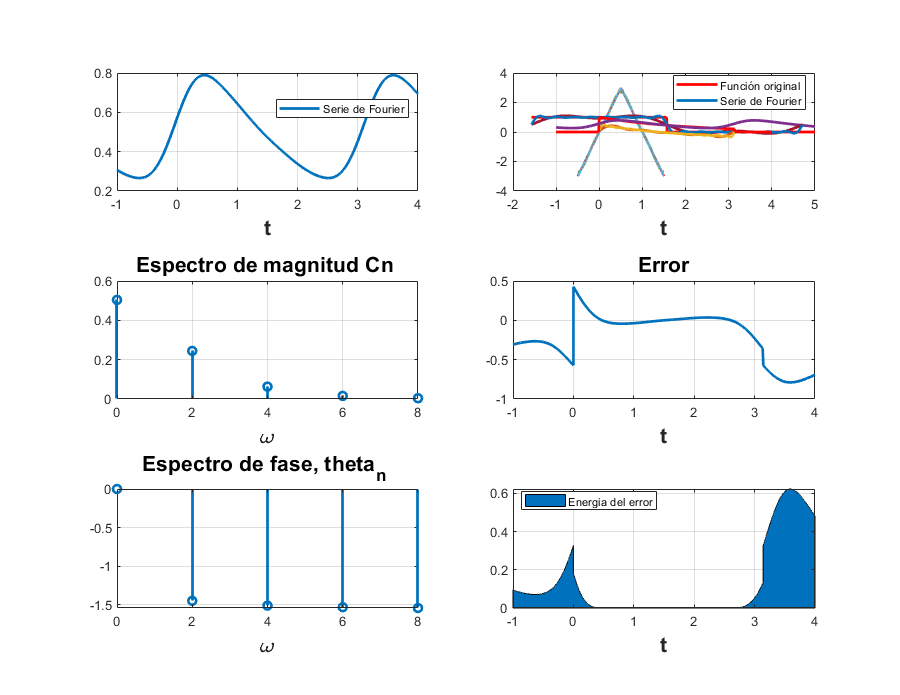 0.8
0.6
0.4
0.2
-1 0 1 2 3 4
t
Serie de Fourier
4
2
0
-2
-4
-2 -1 0 1 2 3 4 5
t
Función original
Serie de Fourier
Espectro de magnitud Cn
0.6
0.4
0.2
0
0 2 4 6 8
ω
Error
0.5
0
-0.5
-1
-1 0 1 2 3 4
t
Espectro de fase, theta_n
0
-0.5
-1
-1.5
0 2 4 6 8
ω
Energia del error
0.6
0.4
0.2
0
-1 0 1 2 3 4
t